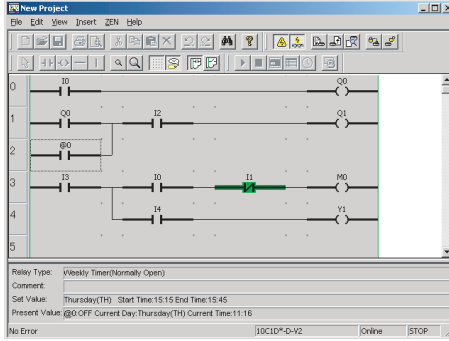 New Project
File Edit View Insert ZEN Help
0 I0 Q0
1 Q0 I2 Q1
2 @0
3 I3 I0 I1 M0
4 I4 Y1
5
Relay Type: Weekly Timer(Normally Open)
Comment:
Set Value: Thursday(TH) Start Time:15:15 End Time:15:45
Present Value: @0:OFF Current Day:Thursday(TH) Current Time:11:16
No Error 10C1D*-D-V2 Online STOP